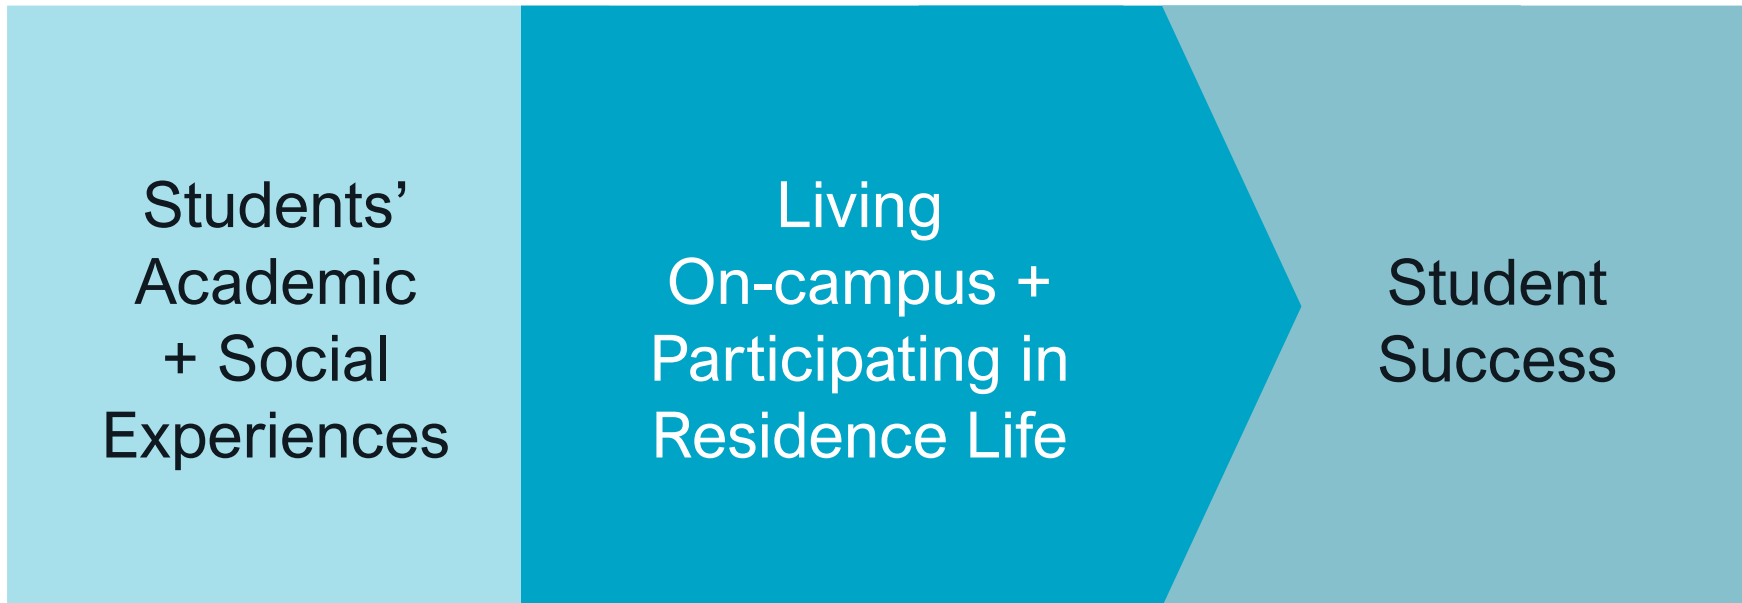 Students’
Academic
+ Social
Experiences
Living
On-campus +
Participating in
Residence Life
Student
Success